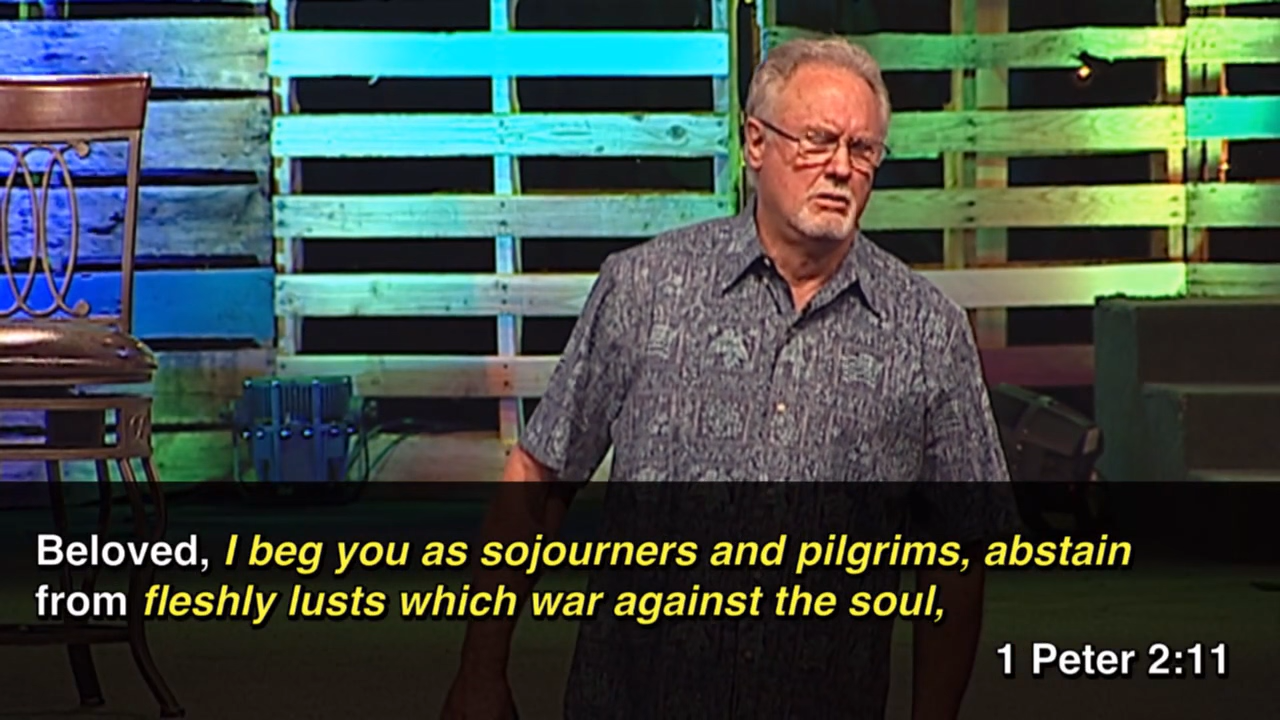 Beloved, I beg you as sojourners and pilgrims, abstain
from fleshly lusts which war against the soul,
1 Peter 2:11